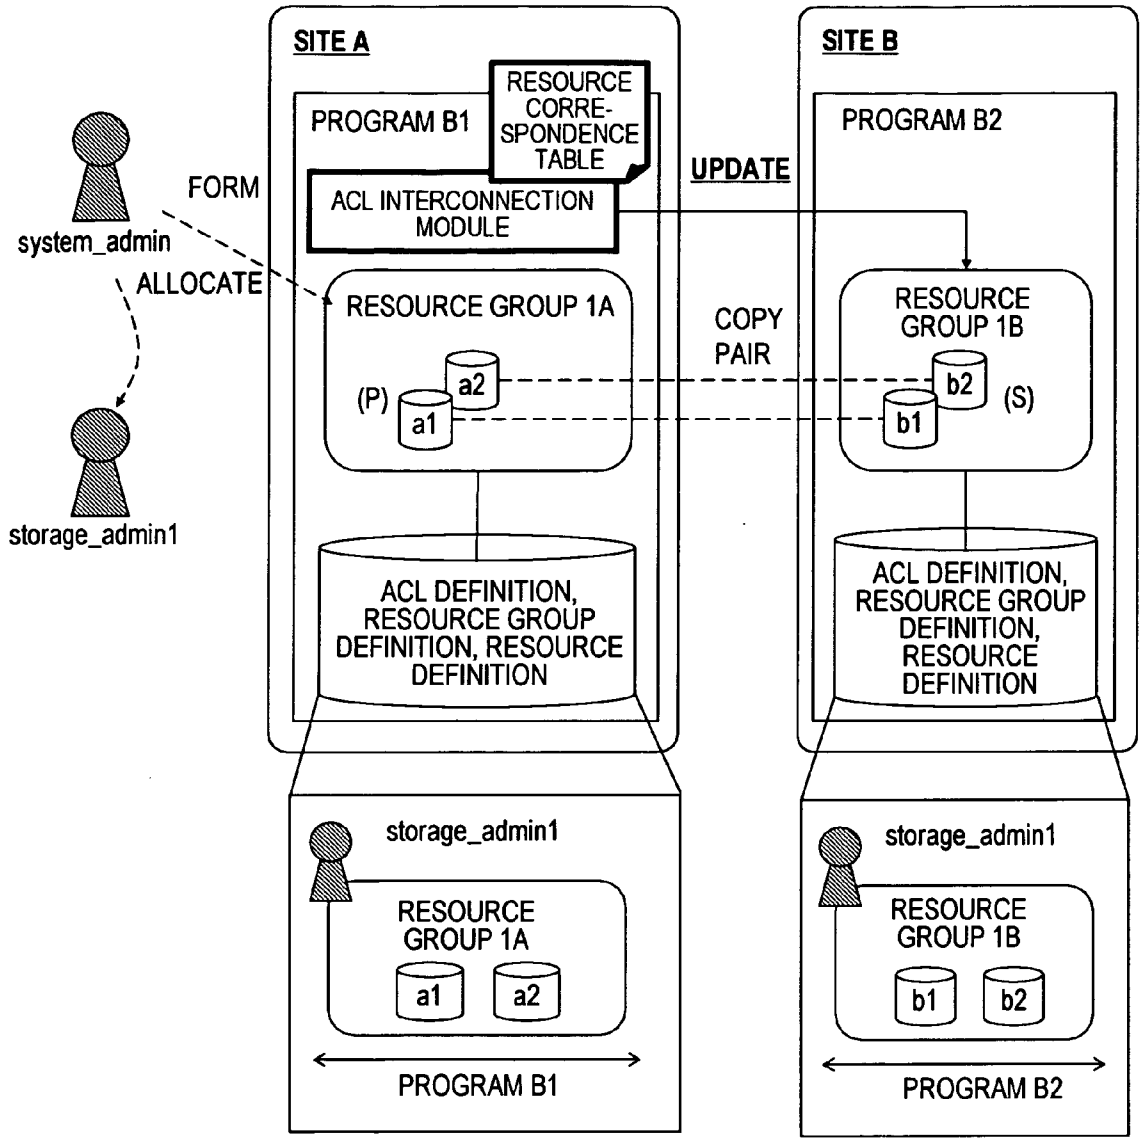 SITE A
SITE B
RESOURCE
CORRE-
SPONDENCE
TABLE
PROGRAM B1
PROGRAM B2
UPDATE
FORM
ACL INTERCONNECTION
MODULE
system_admin
ALLOCATE
RESOURCE GROUP 1A
RESOURCE
GROUP 1B
COPY
PAIR
(P)
a2
a1
b2
b1
(S)
storage_admin1
ACL DEFINITION,
RESOURCE GROUP
DEFINITION, RESOURCE
DEFINITION
ACL DEFINITION,
RESOURCE GROUP
DEFINITION,
RESOURCE
DEFINITION
storage_admin1
RESOURCE
GROUP 1A
a1
a2
PROGRAM B1
storage_admin1
RESOURCE
GROUP 1B
b1
b2
PROGRAM B2